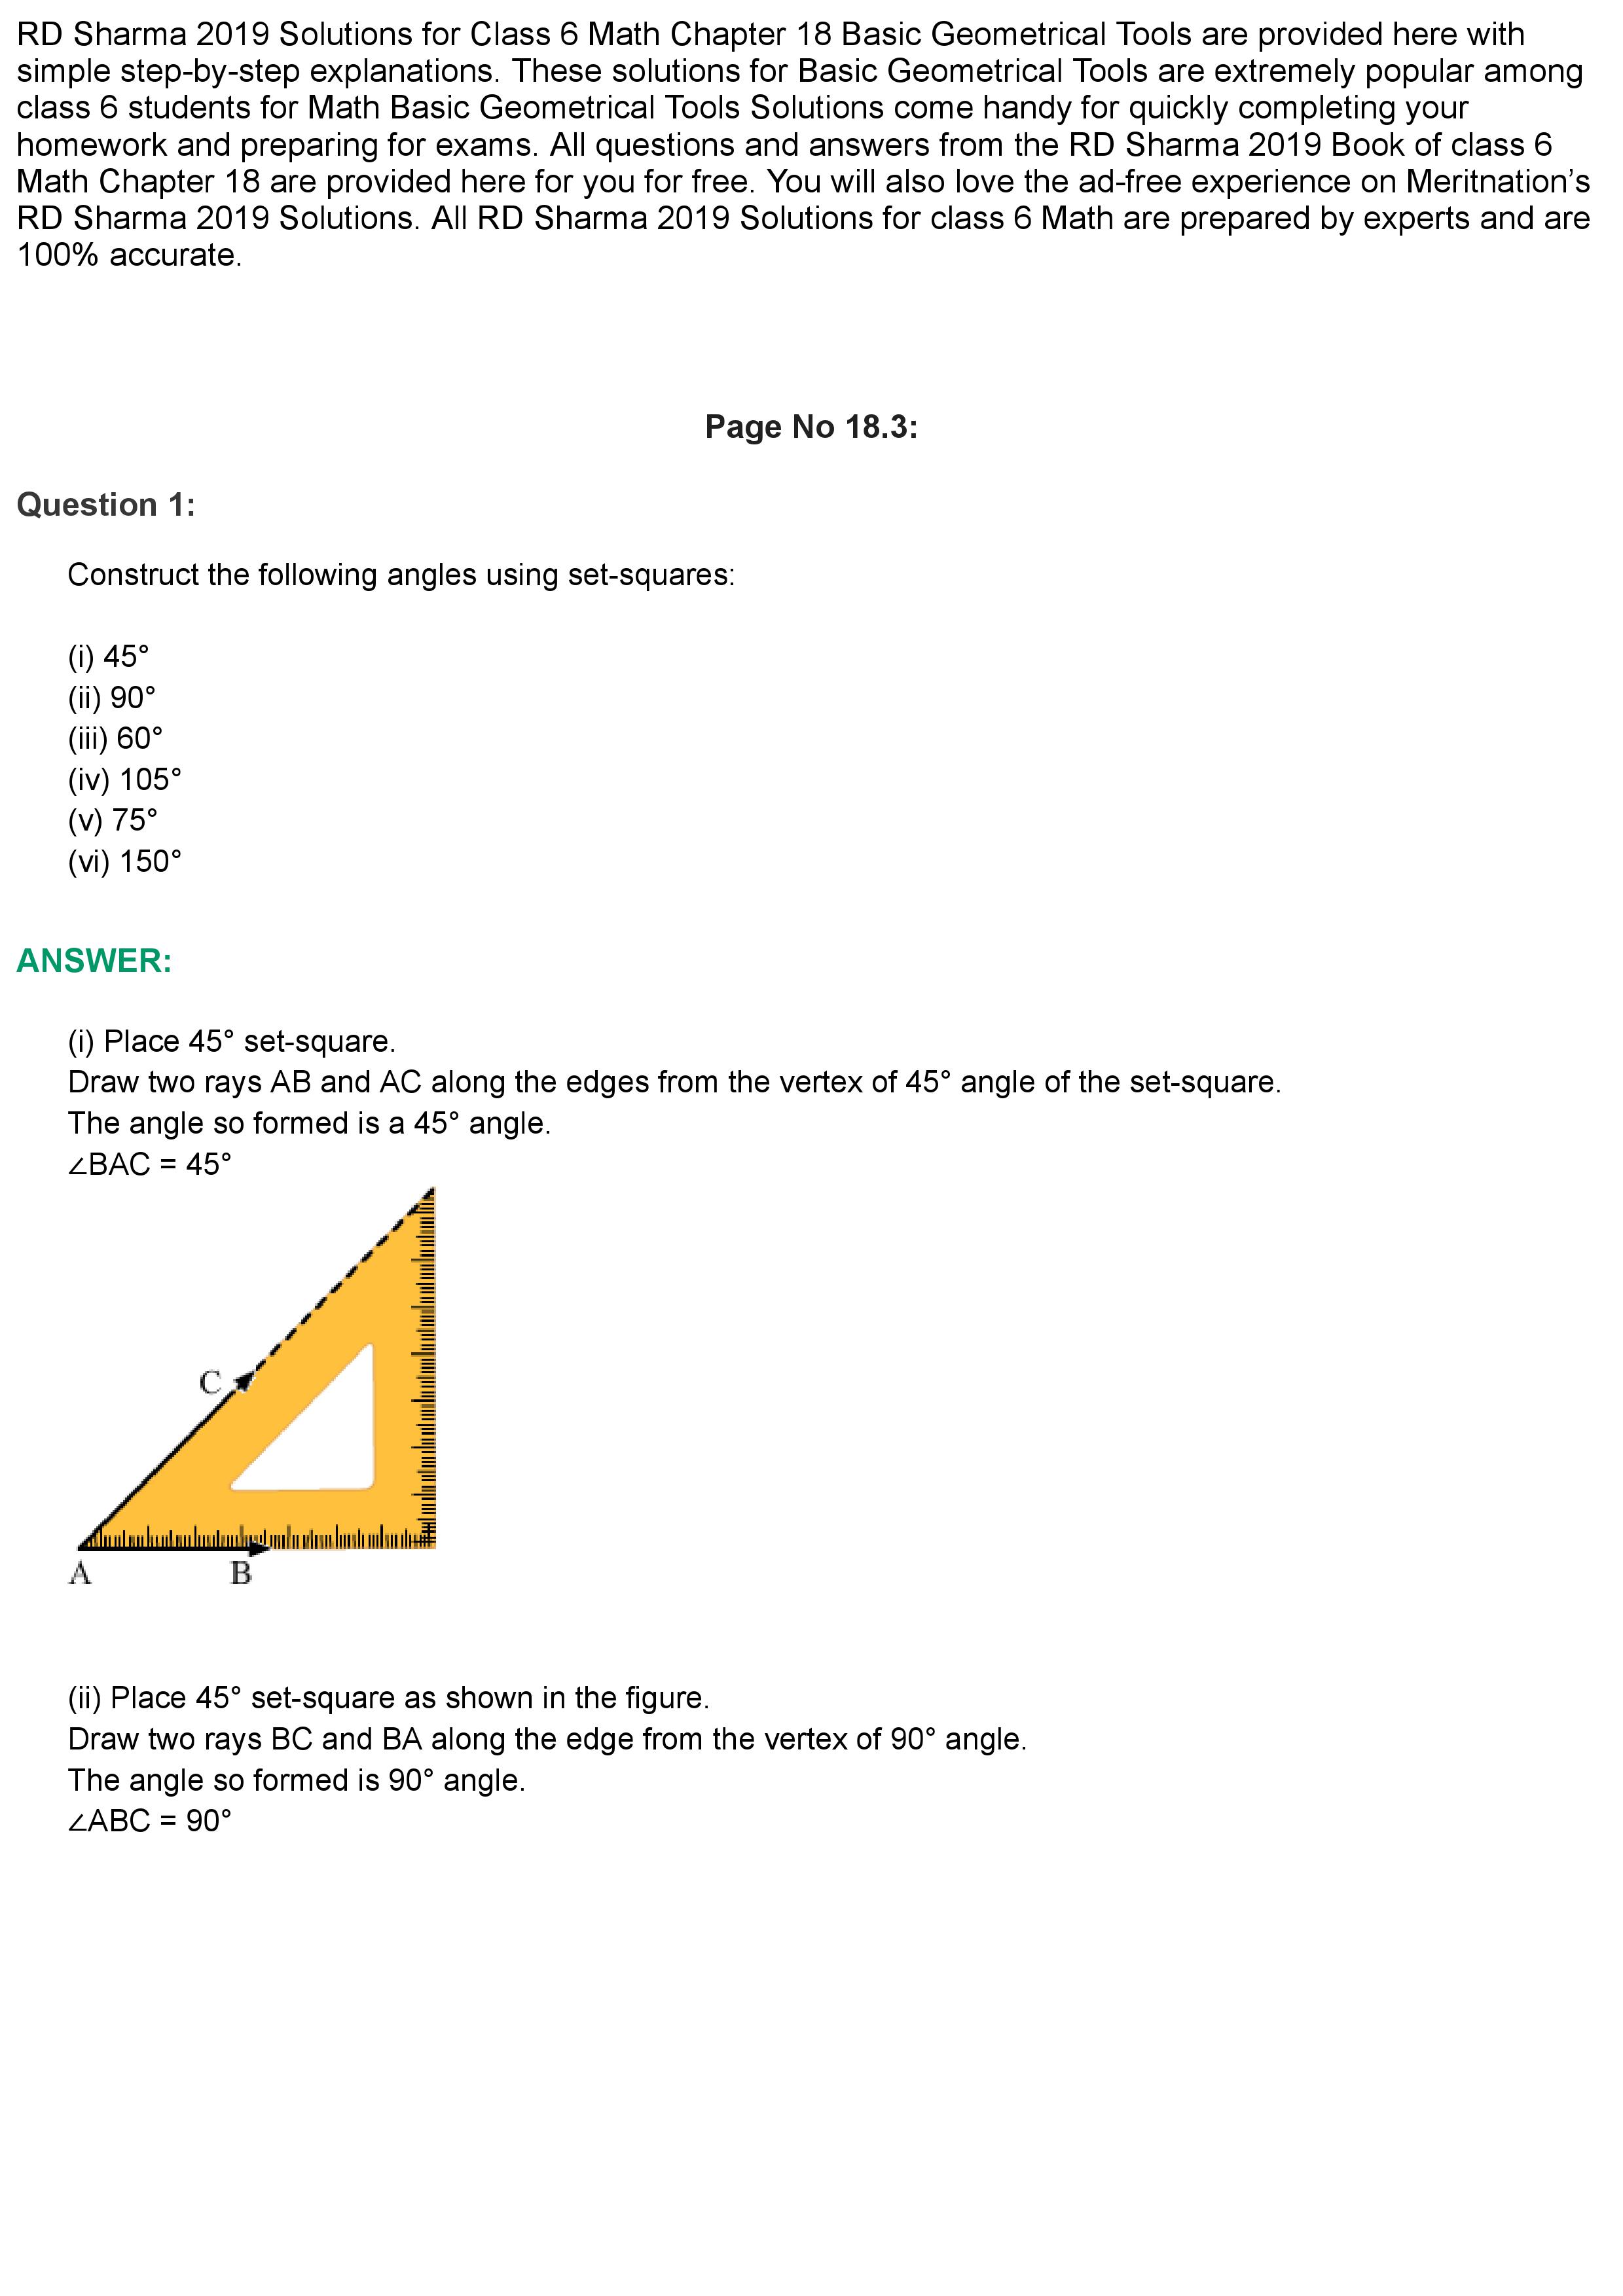 RD Sharma 2019 Solutions for Class 6 Math Chapter 18 Basic Geometrical Tools are provided here with
simple step-by-step explanations. These solutions for Basic Geometrical Tools are extremely popular among
class 6 students for Math Basic Geometrical Tools Solutions come handy for quickly completing your
homework and preparing for exams. All questions and answers from the RD Sharma 2019 Book of class 6
Math Chapter 18 are provided here for you for free. You will also love the ad-free experience on Meritnation’s
RD Sharma 2019 Solutions. All RD Sharma 2019 Solutions for class 6 Math are prepared by experts and are
100% accurate.
Page No 18.3:
Question 1:
Construct the following angles using set-squares:
(i) 45°
(ii) 90°
(iii) 60°
(iv) 105°
(v) 75°
(vi) 150°
ANSWER:
(i) Place 45° set-square.
Draw two rays AB and AC along the edges from the vertex of 45° angle of the set-square.
The angle so formed is a 45° angle.
∠BAC = 45°
C
A B
(ii) Place 45° set-square as shown in the figure.
Draw two rays BC and BA along the edge from the vertex of 90° angle.
The angle so formed is 90° angle.
∠ABC = 90°